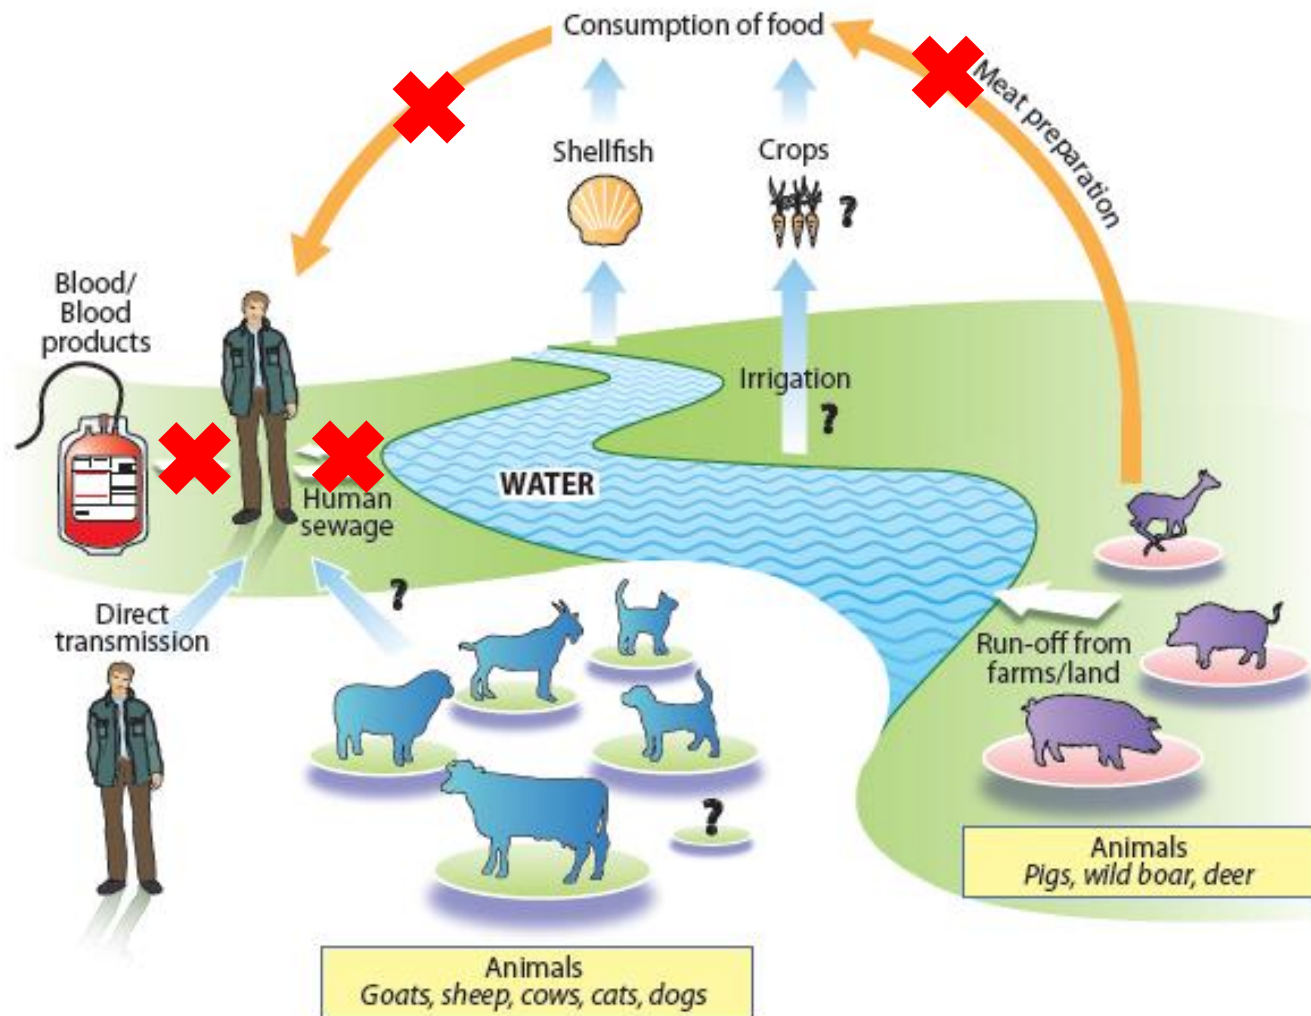 Consumption of food
Meat preparation
Shellfish
Crops
?
Blood/
Blood
products
Irrigation
?
WATER
Human
sewage
?
Direct
transmission
Run-off from
farms/land
?
Animals
Pigs, wild boar, deer
Animals
Goats, sheep, cows, cats, dogs